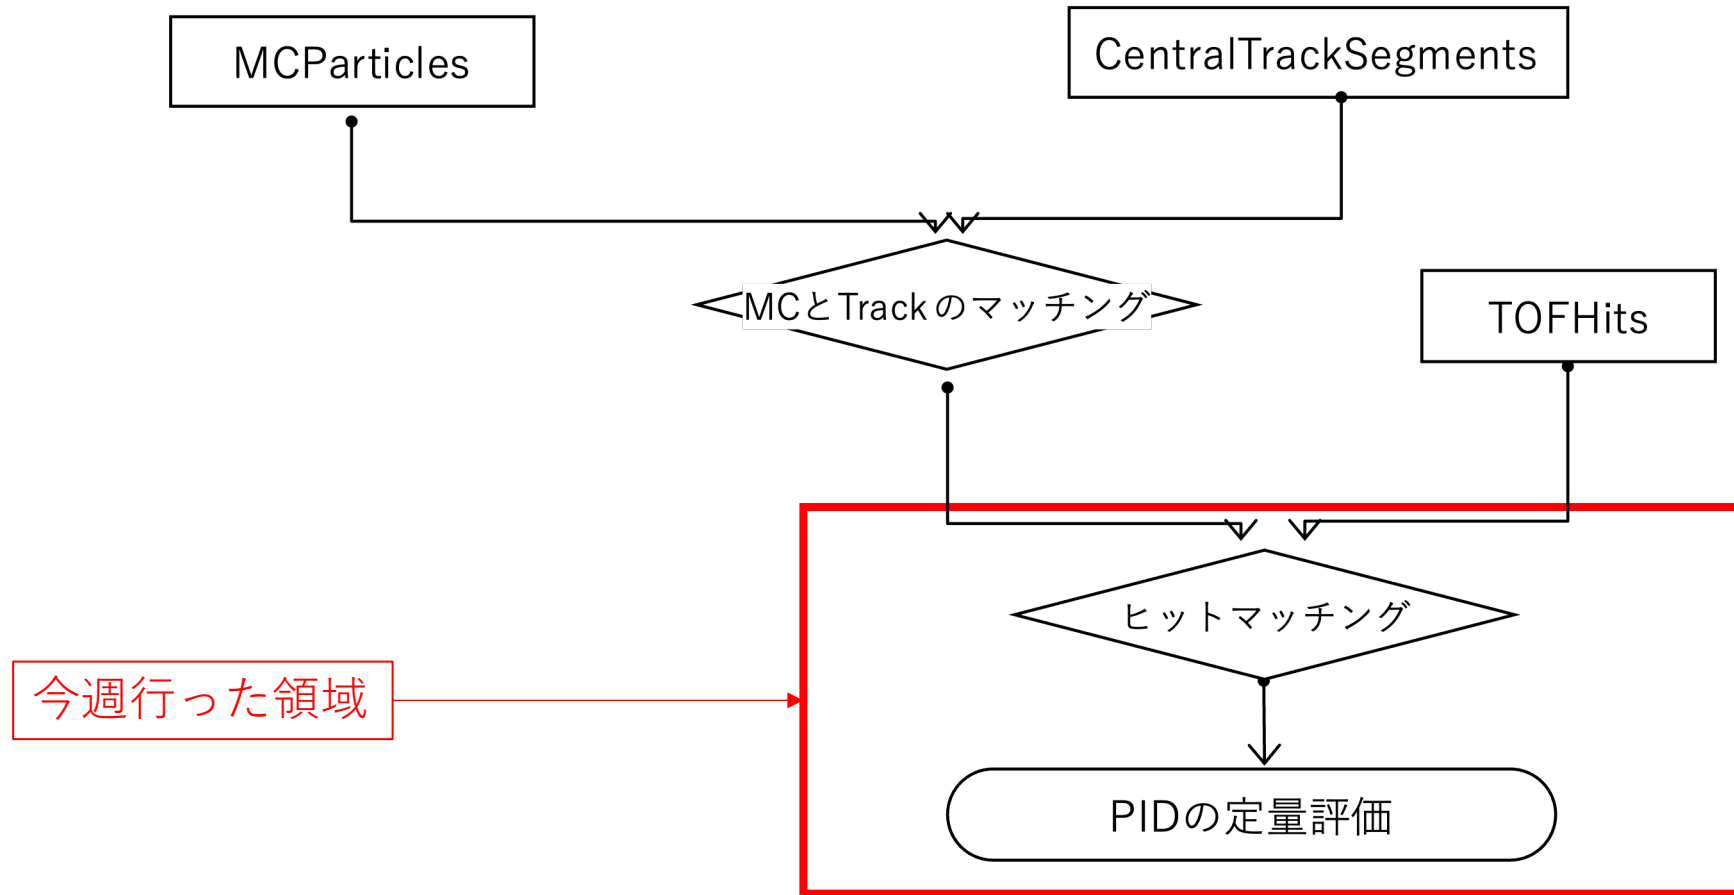 MCParticles
CentralTrackSegments
MCとTrackのマッチング
TOFHits
ヒットマッチング
今週行った領域
PIDの定量評価